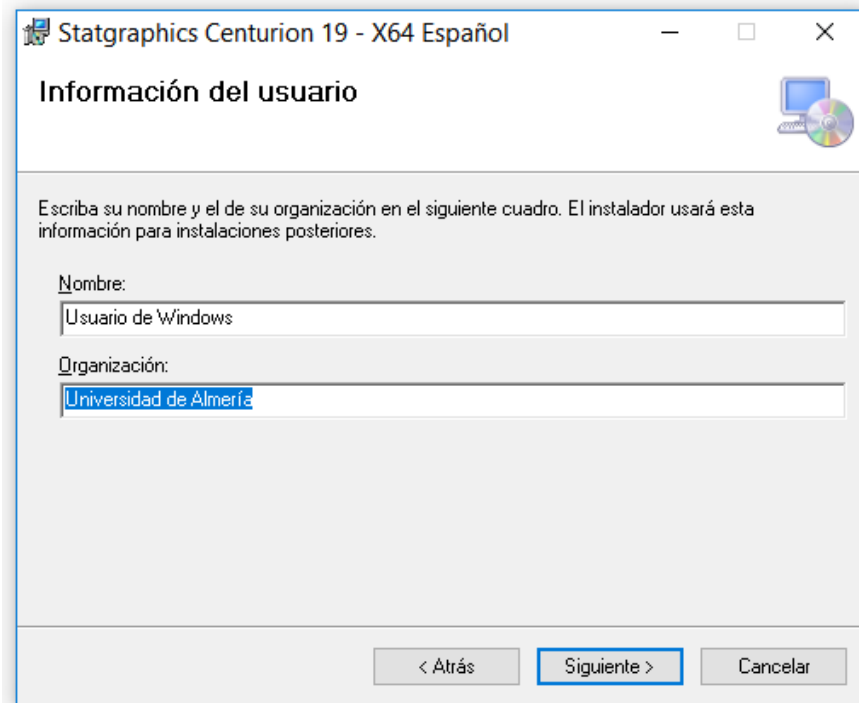 Statgraphics Centurion 19 - X64 Español
Información del usuario
Escriba su nombre y el de su organización en el siguiente cuadro. El instalador usará esta
información para instalaciones posteriores.
Nombre:
Usuario de Windows
Organización:
Universidad de Almería
< Atrás
Siguiente >
Cancelar